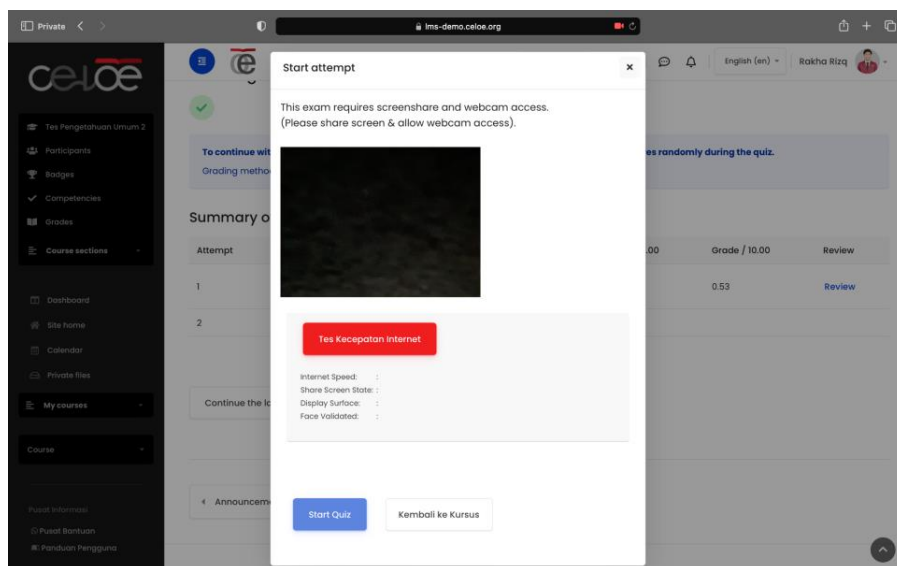 Private
lms-demo.celoe.org
celoe
English (en)
Rakha Rizq
Tes Pengetahuan Umum 2
Participants
Badges
Competencies
Grades
Course sections
Dashboard
Site home
Calendar
Private files
My courses
Course
Pusat Informasi
Pusat Bantuan
Panduan Pengguna
To continue wit
es randomly during the quiz.
Grading metho
Summary o
Attempt
.00
Grade / 10.00
Review
1
0.53
Review
2
Continue the la
Announceme
Start attempt
This exam requires screenshare and webcam access.
(Please share screen & allow webcam access).
Tes Kecepatan Internet
Internet Speed: :
Share Screen State: :
Display Surface: :
Face Validated: :
Start Quiz
Kembali ke Kursus